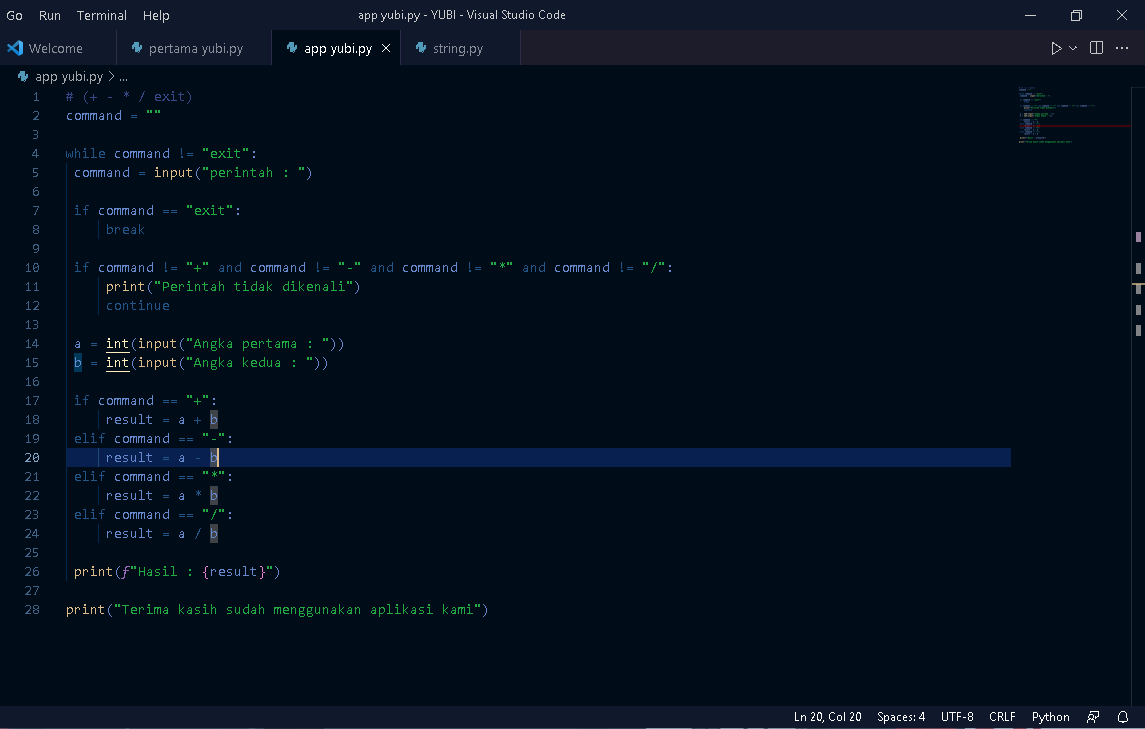 Go Run Terminal Help app yubi.py - YUBI - Visual Studio Code
Welcome pertama yubi.py app yubi.py string.py
app yubi.py > ...
1 # (+ - * / exit)
2 command = ""
3
4 while command != "exit":
5 command = input("perintah : ")
6
7 if command == "exit":
8 break
9
10 if command != "+" and command != "-" and command != "*" and command != "/":
11 print("Perintah tidak dikenali")
12 continue
13
14 a = int(input("Angka pertama : "))
15 b = int(input("Angka kedua : "))
16
17 if command == "+":
18 result = a + b
19 elif command == "-":
20 result = a - b
21 elif command == "*":
22 result = a * b
23 elif command == "/":
24 result = a / b
25
26 print(f"Hasil : {result}")
27
28 print("Terima kasih sudah menggunakan aplikasi kami")
Ln 20, Col 20 Spaces: 4 UTF-8 CRLF Python